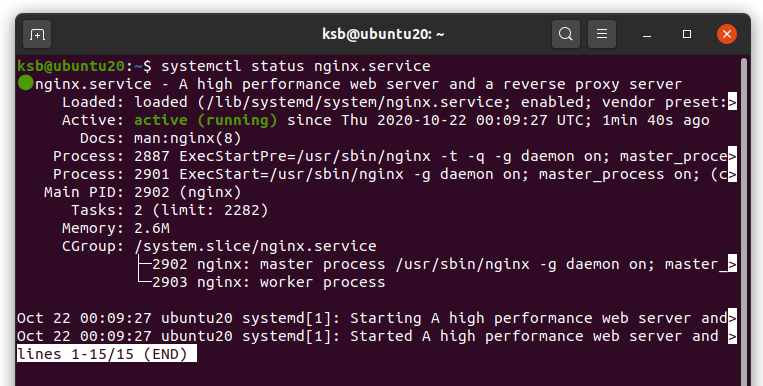 ksb@ubuntu20: ~
ksb@ubuntu20:~$ systemctl status nginx.service
●nginx.service - A high performance web server and a reverse proxy server
     Loaded: loaded (/lib/systemd/system/nginx.service; enabled; vendor preset:>
     Active: active (running) since Thu 2020-10-22 00:09:27 UTC; 1min 40s ago
       Docs: man:nginx(8)
    Process: 2887 ExecStartPre=/usr/sbin/nginx -t -q -g daemon on; master_proce>
    Process: 2901 ExecStart=/usr/sbin/nginx -g daemon on; master_process on; (c>
   Main PID: 2902 (nginx)
      Tasks: 2 (limit: 2282)
     Memory: 2.6M
     CGroup: /system.slice/nginx.service
             ├─2902 nginx: master process /usr/sbin/nginx -g daemon on; master_>
             └─2903 nginx: worker process
Oct 22 00:09:27 ubuntu20 systemd[1]: Starting A high performance web server and>
Oct 22 00:09:27 ubuntu20 systemd[1]: Started A high performance web server and >
lines 1-15/15 (END)